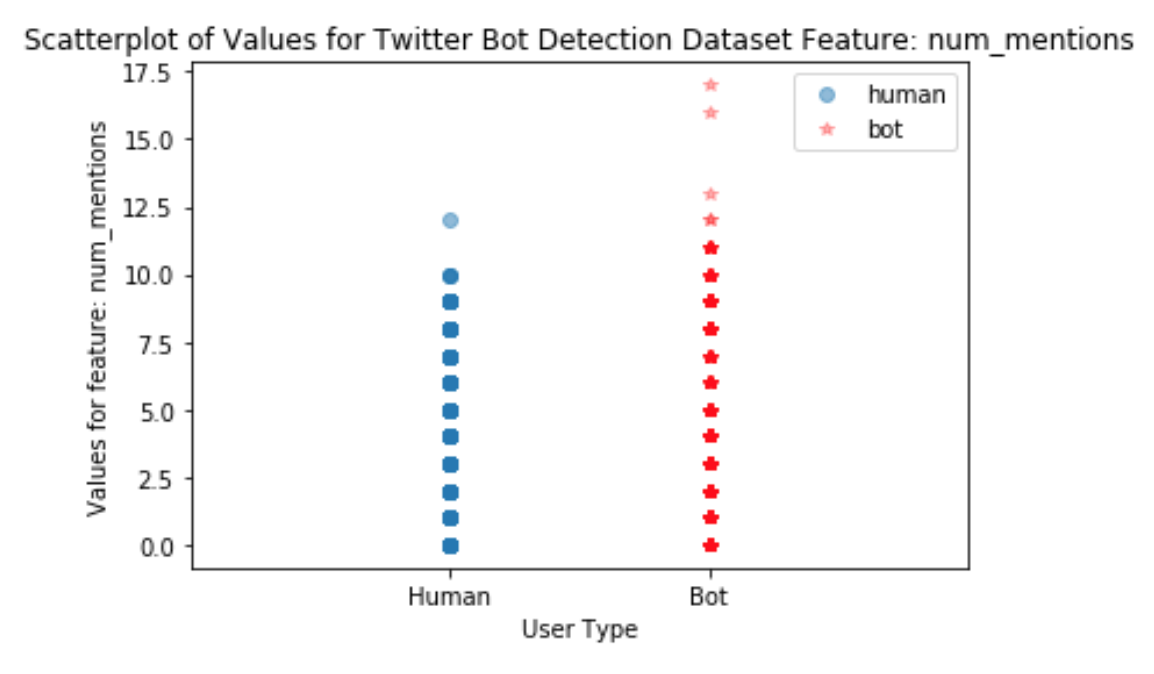 Scatterplot of Values for Twitter Bot Detection Dataset Feature: num_mentions
Values for feature: num_mentions
17.5
15.0
12.5
10.0
7.5
5.0
2.5
0.0
human
bot
Human
Bot
User Type